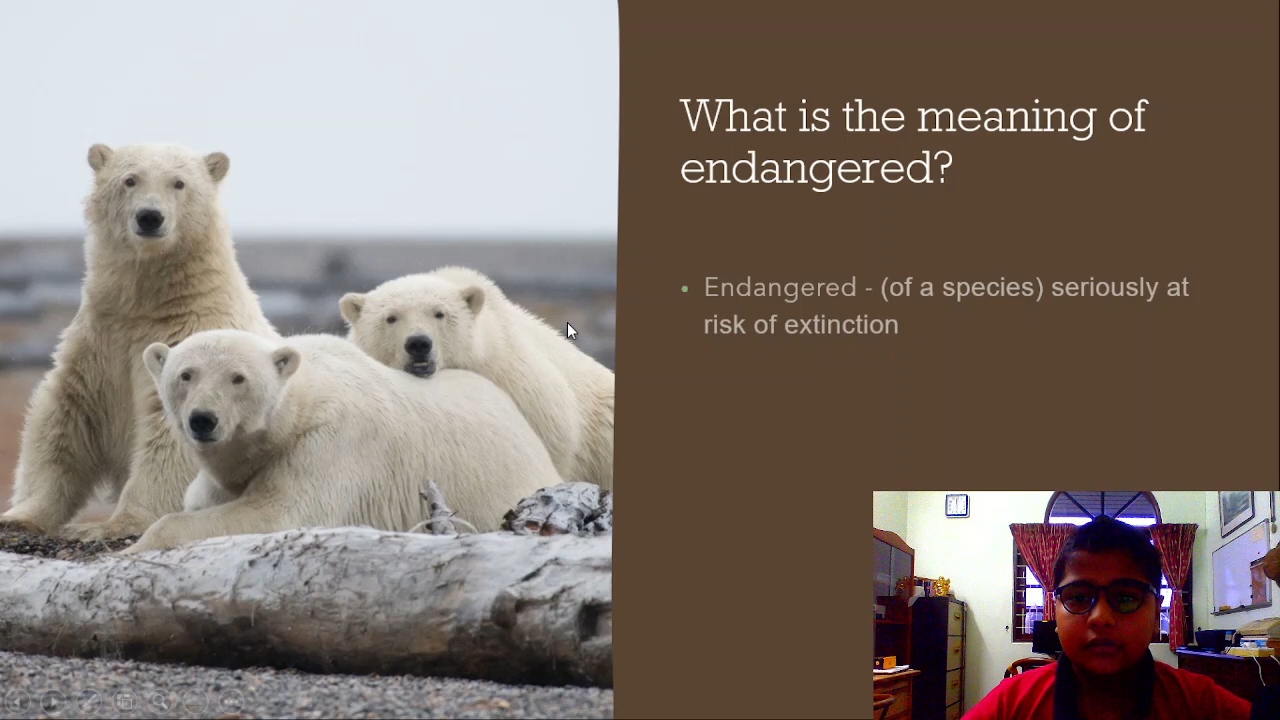 What is the meaning of
endangered?
• Endangered - (of a species) seriously at
risk of extinction